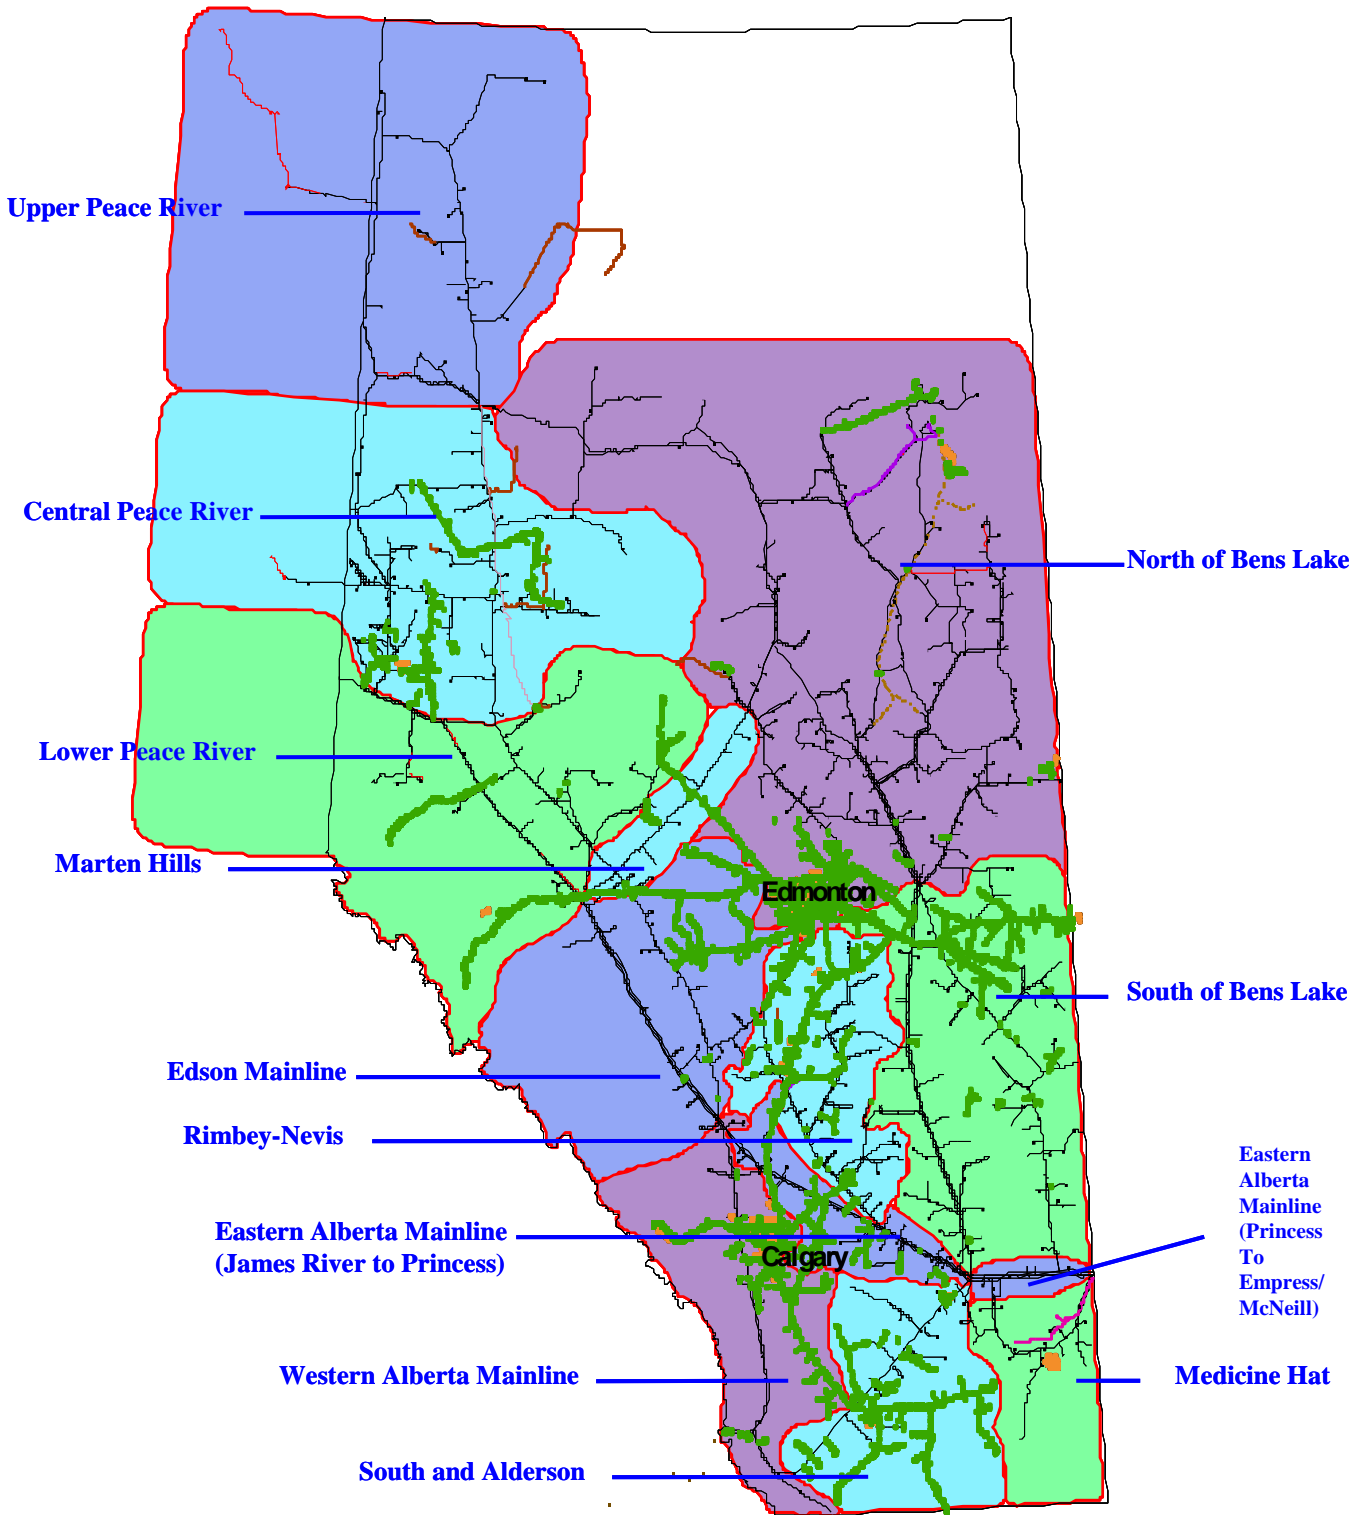 Upper Peace River
Central Peace River
North of Bens Lake
Lower Peace River
Marten Hills
Edmonton
South of Bens Lake
Edson Mainline
Rimbey-Nevis
Eastern
Alberta
Mainline
(Princess
To
Empress/
McNeill)
Eastern Alberta Mainline
(James River to Princess)
Calgary
Western Alberta Mainline
Medicine Hat
South and Alderson